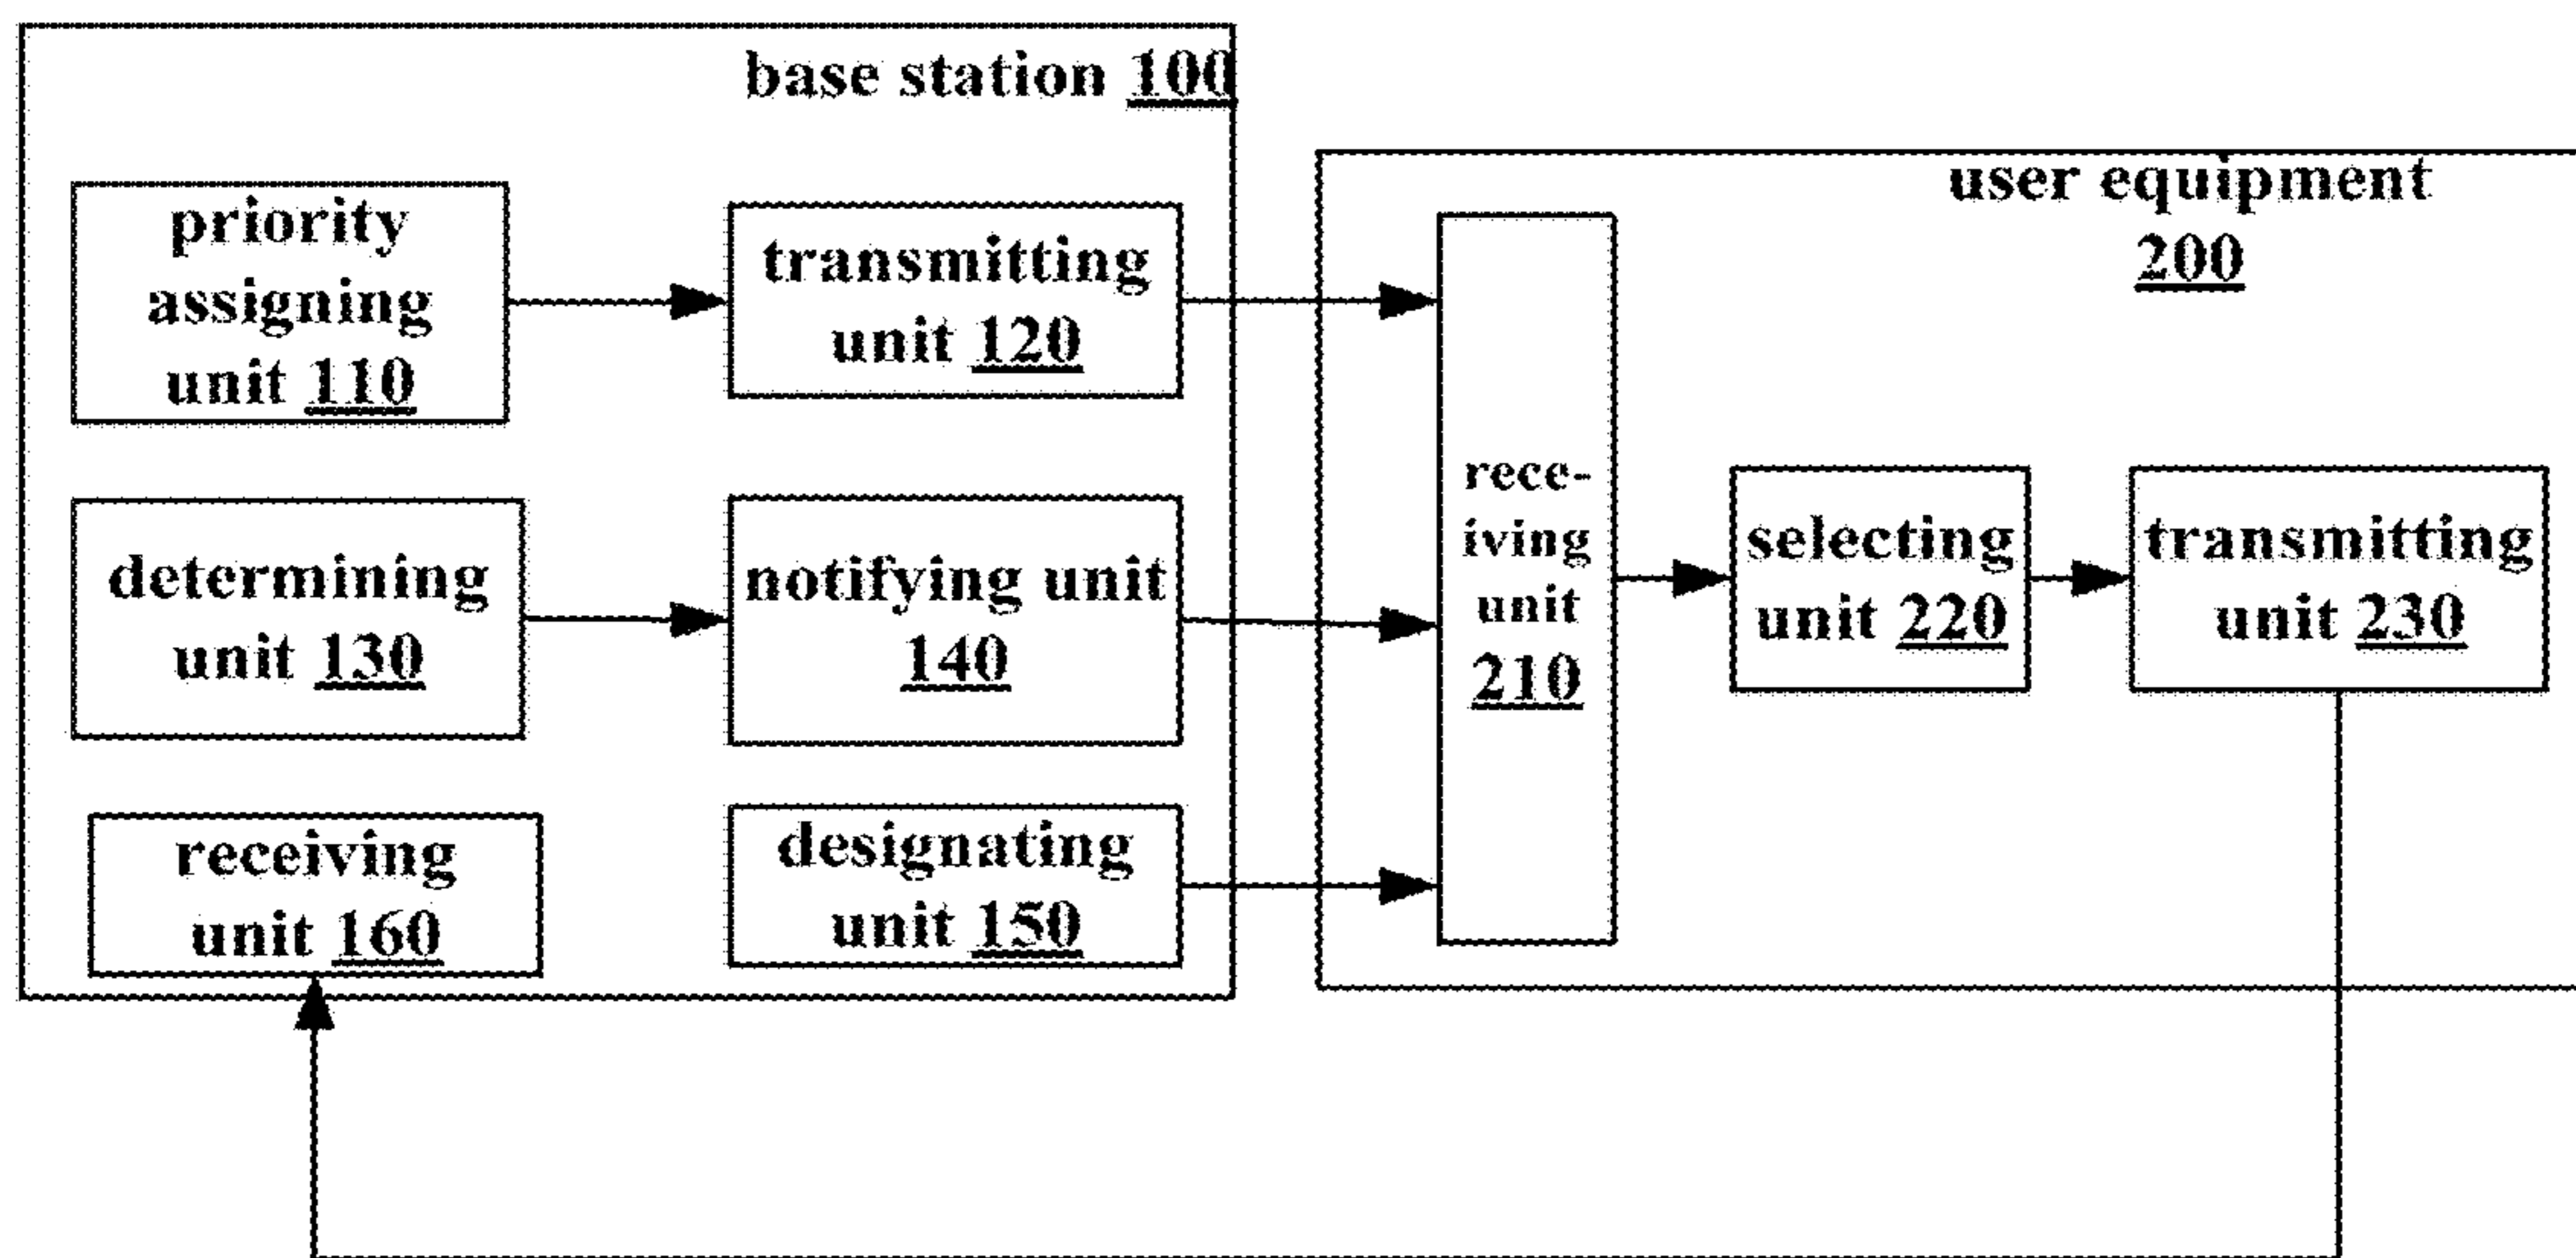 base station 100
priority
assigning
unit 110
transmitting
unit 120
determining
unit 130
notifying unit
140
receiving
unit 160
designating
unit 150
user equipment
200
rece-
iving
unit
210
selecting
unit 220
transmitting
unit 230